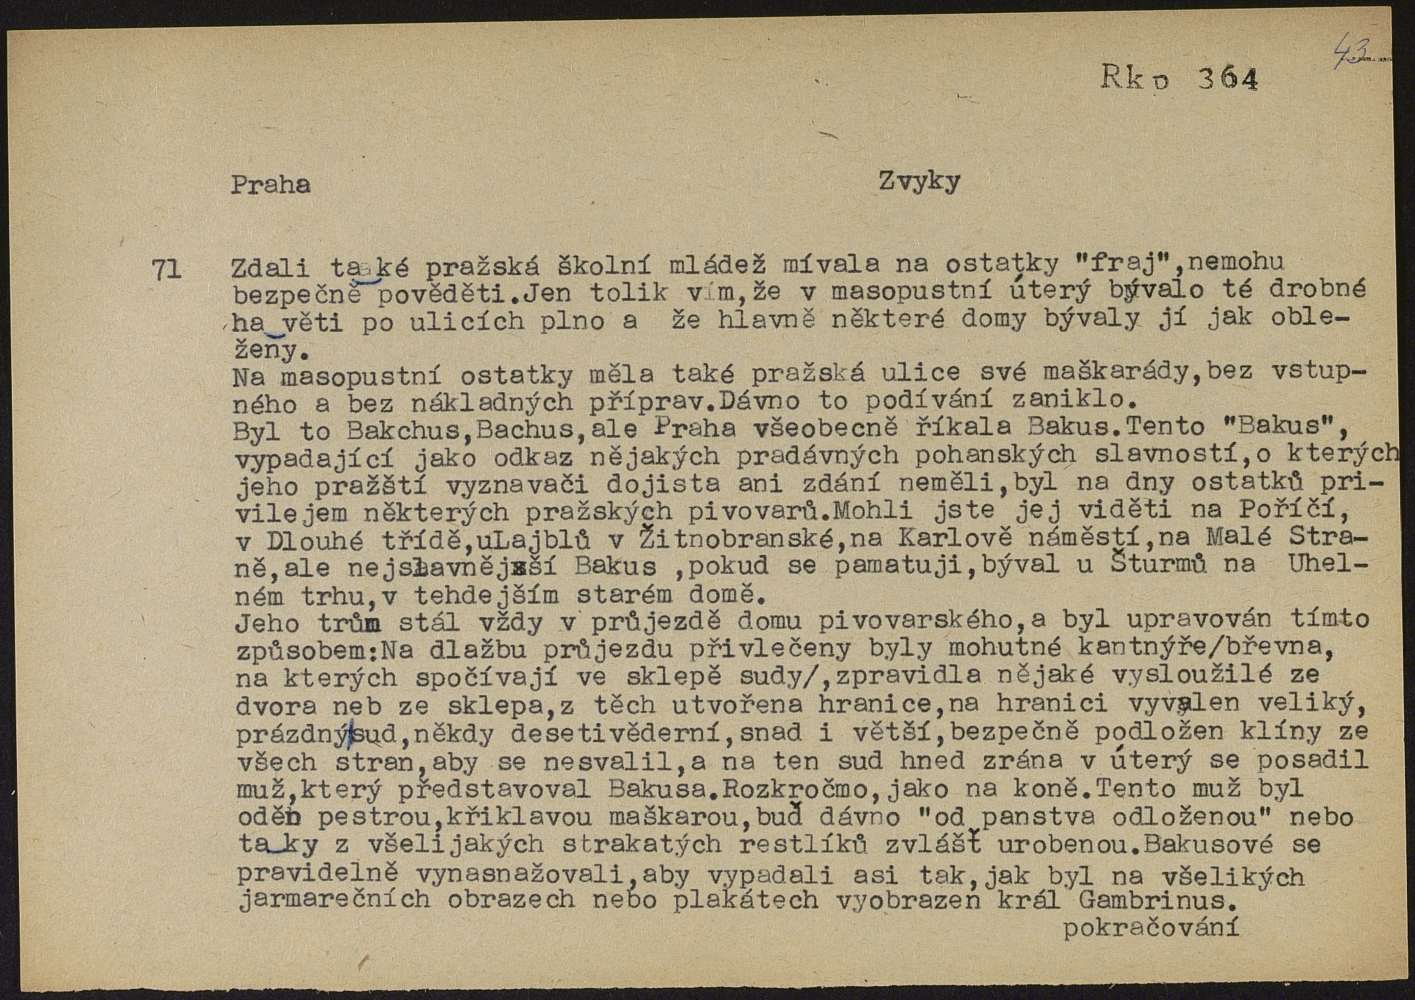 43
Rkp 364
Praha Zvyky
71 Zdali také pražská školní mládež mívala na ostatky "fraj",nemohu
bezpečně pověděti.Jen tolik vím,že v masopustní úterý bývalo té drobné
havěti po ulicích plno a že hlavně některé domy bývaly jí jak oble-
ženy.
Na masopustní ostatky měla také pražská ulice své maškarády,bez vstup-
ného a bez nákladných příprav.Dávno to podívání zaniklo.
Byl to Bakchus,Bachus,ale Praha všeobecně říkala Bakus.Tento "Bakus",
vypadající jako odkaz nějakých pradávných pohanských slavností,o kterých
jeho pražští vyznavači dojista ani zdání neměli,byl na dny ostatků pri-
vilejem některých pražských pivovarů.Mohli jste jej viděti na Poříčí,
v Dlouhé třídě,uLajblů v Žitnobranské,na Karlově náměstí,na Malé Stra-
ně,ale nejslavnější Bakus ,pokud se pamatuji,býval u Šturmů na Uhel-
ném trhu,v tehdejším starém domě.
Jeho trům stál vždy v průjezdě domu pivovarského,a byl upravován tímto
způsobem:Na dlažbu průjezdu přivlečeny byly mohutné kantnýře/břevna,
na kterých spočívají ve sklepě sudy/,zpravidla nějaké vysloužilé ze
dvora neb ze sklepa,z těch utvořena hranice,na hranici vyvalen veliký,
prázdný sud,někdy desetivěderní,snad i větší,bezpečně podložen klíny ze
všech stran,aby se nesvalil,a na ten sud hned zrána v úterý se posadil
muž,který představoval Bakusa.Rozkročmo,jako na koně.Tento muž byl
oděn pestrou,křiklavou maškarou,buď dávno "od panstva odloženou" nebo
taky z všelijakých strakatých restlíků zvlášť urobenou.Bakusové se
pravidelně vynasnažovali,aby vypadali asi tak,jak byl na všelikých
jarmarečních obrazech nebo plakátech vyobrazen král Gambrinus.
pokračování